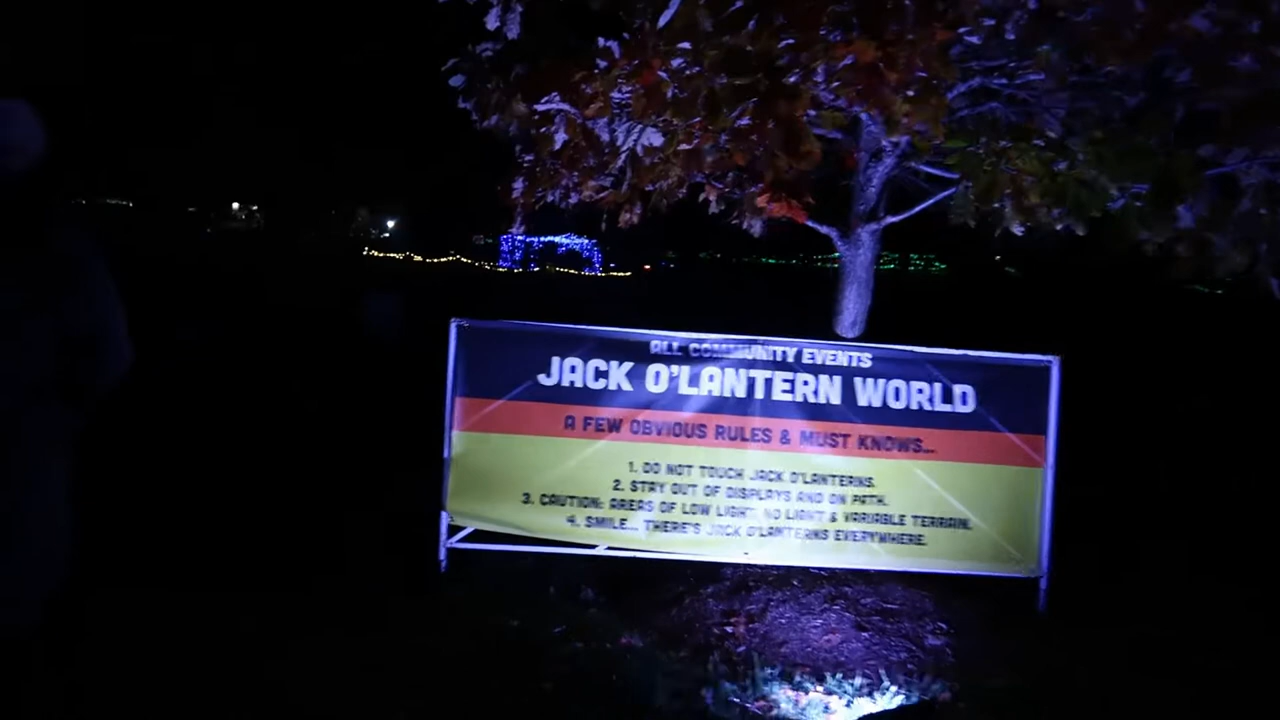 ALL COMMUNITY EVENTS
JACK O'LANTERN WORLD
A FEW OBVIOUS RULES & MUST KNOWS...
1. DO NOT TOUCH JACK O'LANTERNS.
2. STAY OUT OF DISPLAYS AND ON PATH.
3. CAUTION: AREAS OF LOW LIGHT, NO LIGHT & VARIABLE TERRAIN.
4. SMILE... THERE'S JACK O'LANTERNS EVERYWHERE.